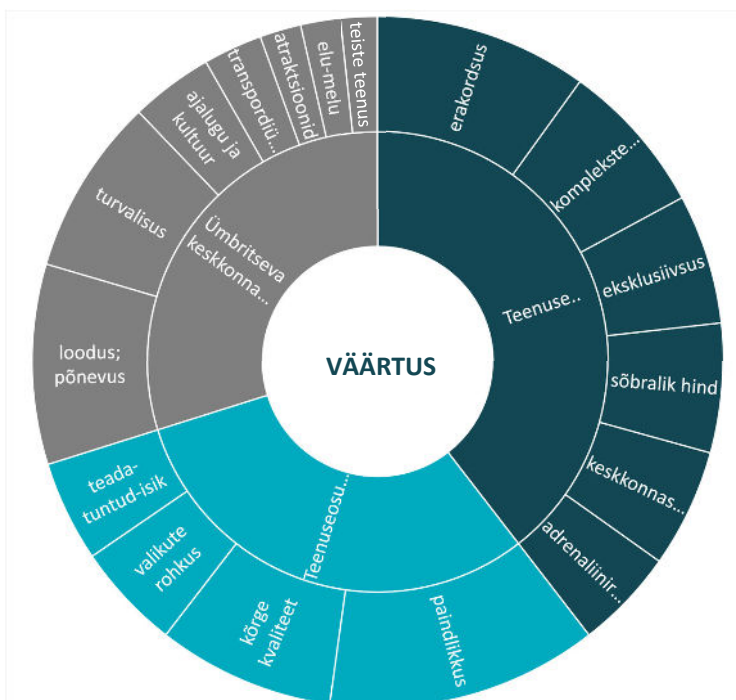 VÄÄRTUS
Teenuse..
erakordsus
komplekste...
eksklusiivsus
sõbralik hind
keskkonnas...
adrenaliinir...
Teenuseosu...
paindlikkus
kõrge
kvaliteet
valikute
rohkus
teada-
tuntud-isik
Ümbritseva
keskkonna...
loodus;
põnevus
turvalisus
ajalugu ja
kultuur
transpordiü...
atraktsioonid
elu-melu
teiste teenus